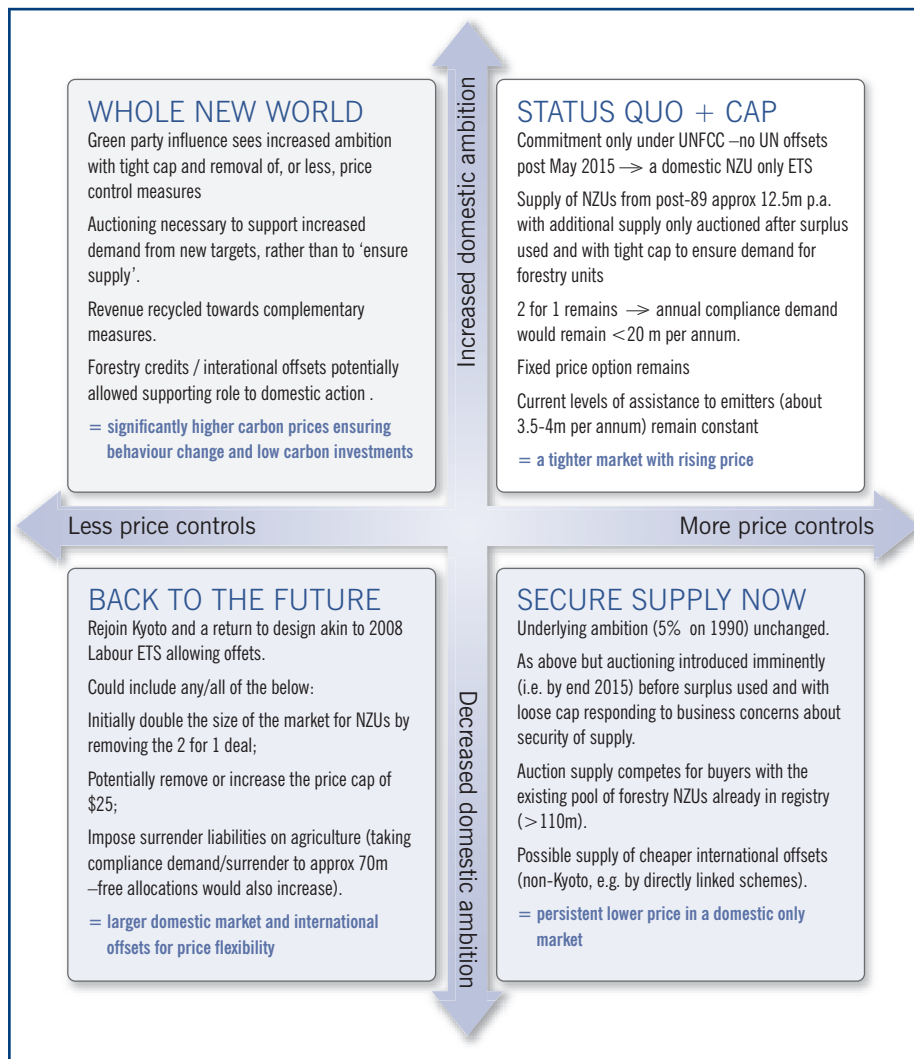 Increased domestic ambition
WHOLE NEW WORLD
Green party influence sees increased ambition
with tight cap and removal of, or less, price
control measures
Auctioning necessary to support increased
demand from new targets, rather than to ‘ensure
supply’.
Revenue recycled towards complementary
measures.
Forestry credits / interational offsets potentially
allowed supporting role to domestic action .
= significantly higher carbon prices ensuring
behaviour change and low carbon investments
STATUS QUO + CAP
Commitment only under UNFCC –no UN offsets
post May 2015 -> a domestic NZU only ETS
Supply of NZUs from post-89 approx 12.5m p.a.
with additional supply only auctioned after surplus
used and with tight cap to ensure demand for
forestry units
2 for 1 remains -> annual compliance demand
would remain <20 m per annum.
Fixed price option remains
Current levels of assistance to emitters (about
3.5-4m per annum) remain constant
= a tighter market with rising price
Less price controls
More price controls
BACK TO THE FUTURE
Rejoin Kyoto and a return to design akin to 2008
Labour ETS allowing offets.
Could include any/all of the below:
Initially double the size of the market for NZUs by
removing the 2 for 1 deal;
Potentially remove or increase the price cap of
$25;
Impose surrender liabilities on agriculture (taking
compliance demand/surrender to approx 70m
–free allocations would also increase).
= larger domestic market and international
offsets for price flexibility
SECURE SUPPLY NOW
Underlying ambition (5% on 1990) unchanged.
As above but auctioning introduced imminently
(i.e. by end 2015) before surplus used and with
loose cap responding to business concerns about
security of supply.
Auction supply competes for buyers with the
existing pool of forestry NZUs already in registry
(>110m).
Possible supply of cheaper international offsets
(non-Kyoto, e.g. by directly linked schemes).
= persistent lower price in a domestic only
market
Decreased domestic ambition